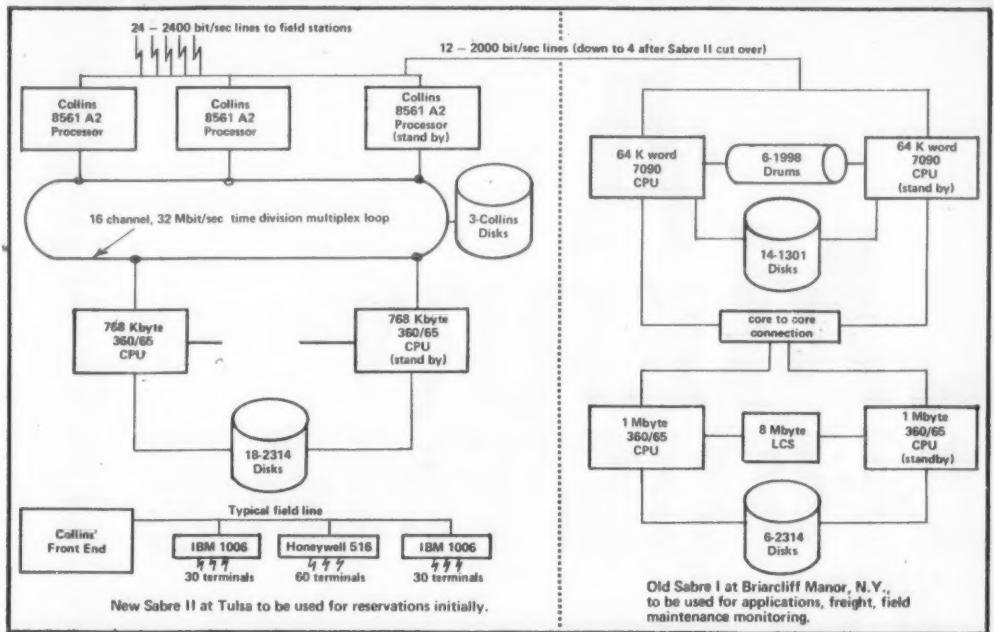 24 – 2400 bit/sec lines to field stations
12 – 2000 bit/sec lines (down to 4 after Sabre II cut over)
Collins
8561 A2
Processor
Collins
8561 A2
Processor
Collins
8561 A2
Processor
(stand by)
16 channel, 32 Mbit/sec time division multiplex loop
3-Collins
Disks
768 Kbyte
360/65
CPU
768 Kbyte
360/65
CPU
(stand by)
18-2314
Disks
Typical field line
Collins'
Front End
IBM 1006
30 terminals
Honeywell 516
60 terminals
IBM 1006
30 terminals
New Sabre II at Tulsa to be used for reservations initially.
64 K word
7090
CPU
6-1998
Drums
64 K word
7090
CPU
(stand by)
14-1301
Disks
core to core
connection
1 Mbyte
360/65
CPU
8 Mbyte
LCS
1 Mbyte
360/65
CPU
(standby)
6-2314
Disks
Old Sabre I at Briarcliff Manor, N.Y.,
to be used for applications, freight, field
maintenance monitoring.